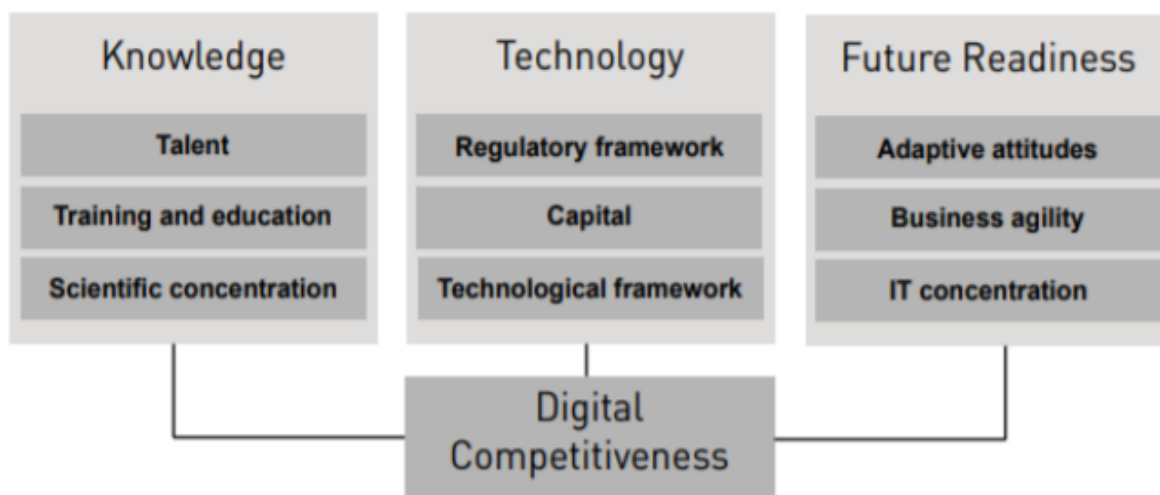 Knowledge
Talent
Training and education
Scientific concentration
Technology
Regulatory framework
Capital
Technological framework
Future Readiness
Adaptive attitudes
Business agility
IT concentration
Digital
Competitiveness